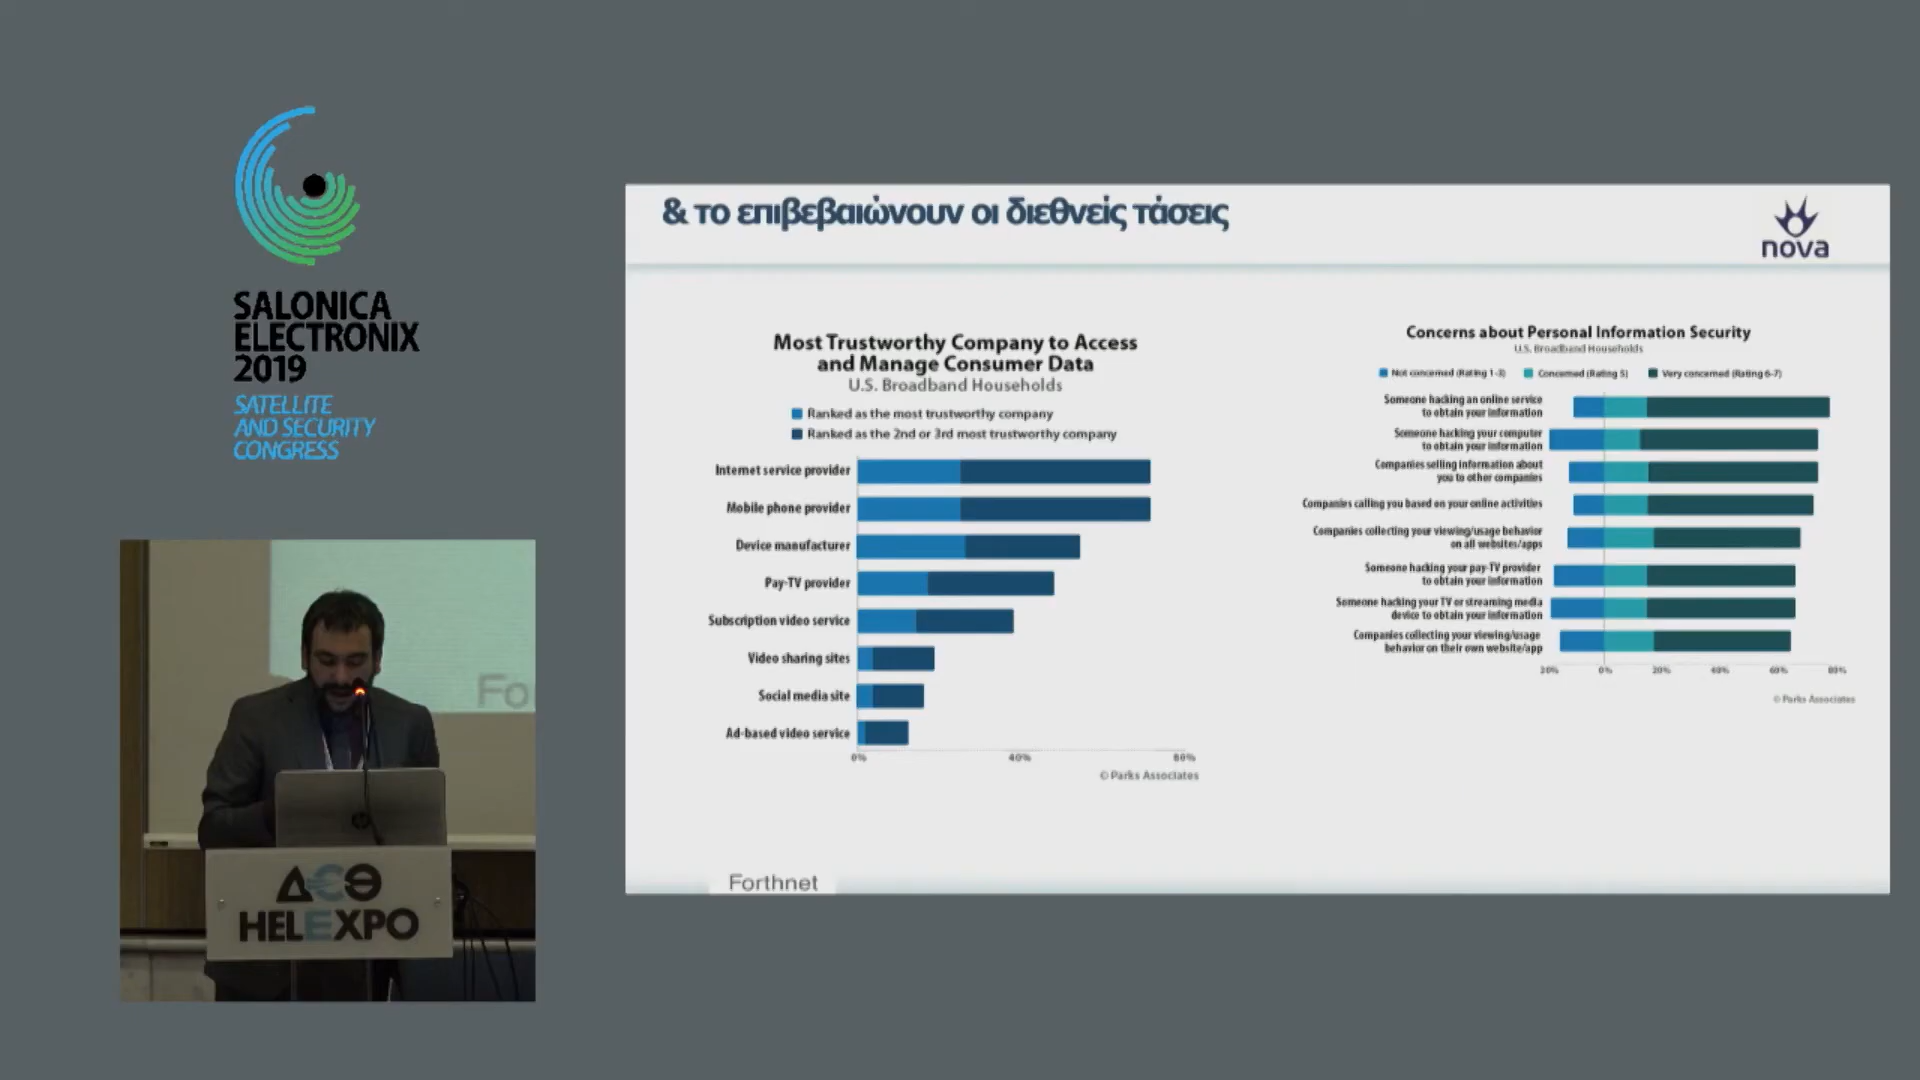 SALONICA
ELECTRONIX
2019
SATELLITE
AND SECURITY
CONGRESS
Fo
ΔΕΘ
HELEXPO
& το επιβεβαιώνουν οι διεθνείς τάσεις
nova
Most Trustworthy Company to Access
and Manage Consumer Data
U.S. Broadband Households
Ranked as the most trustworthy company
Ranked as the 2nd or 3rd most trustworthy company
Internet service provider
Mobile phone provider
Device manufacturer
Pay-TV provider
Subscription video service
Video sharing sites
Social media site
Ad-based video service
0% 40% 80%
© Parks Associates
Concerns about Personal Information Security
U.S. Broadband Households
Not concerned (Rating 1-3) Concerned (Rating 5) Very concerned (Rating 6-7)
Someone hacking an online service
to obtain your information
Someone hacking your computer
to obtain your information
Companies selling information about
you to other companies
Companies calling you based on your online activities
Companies collecting your viewing/usage behavior
on all websites/apps
Someone hacking your pay-TV provider
to obtain your information
Someone hacking your TV or streaming media
device to obtain your information
Companies collecting your viewing/usage
behavior on their own website/app
20% 0% 20% 40% 60% 80%
© Parks Associates
Forthnet